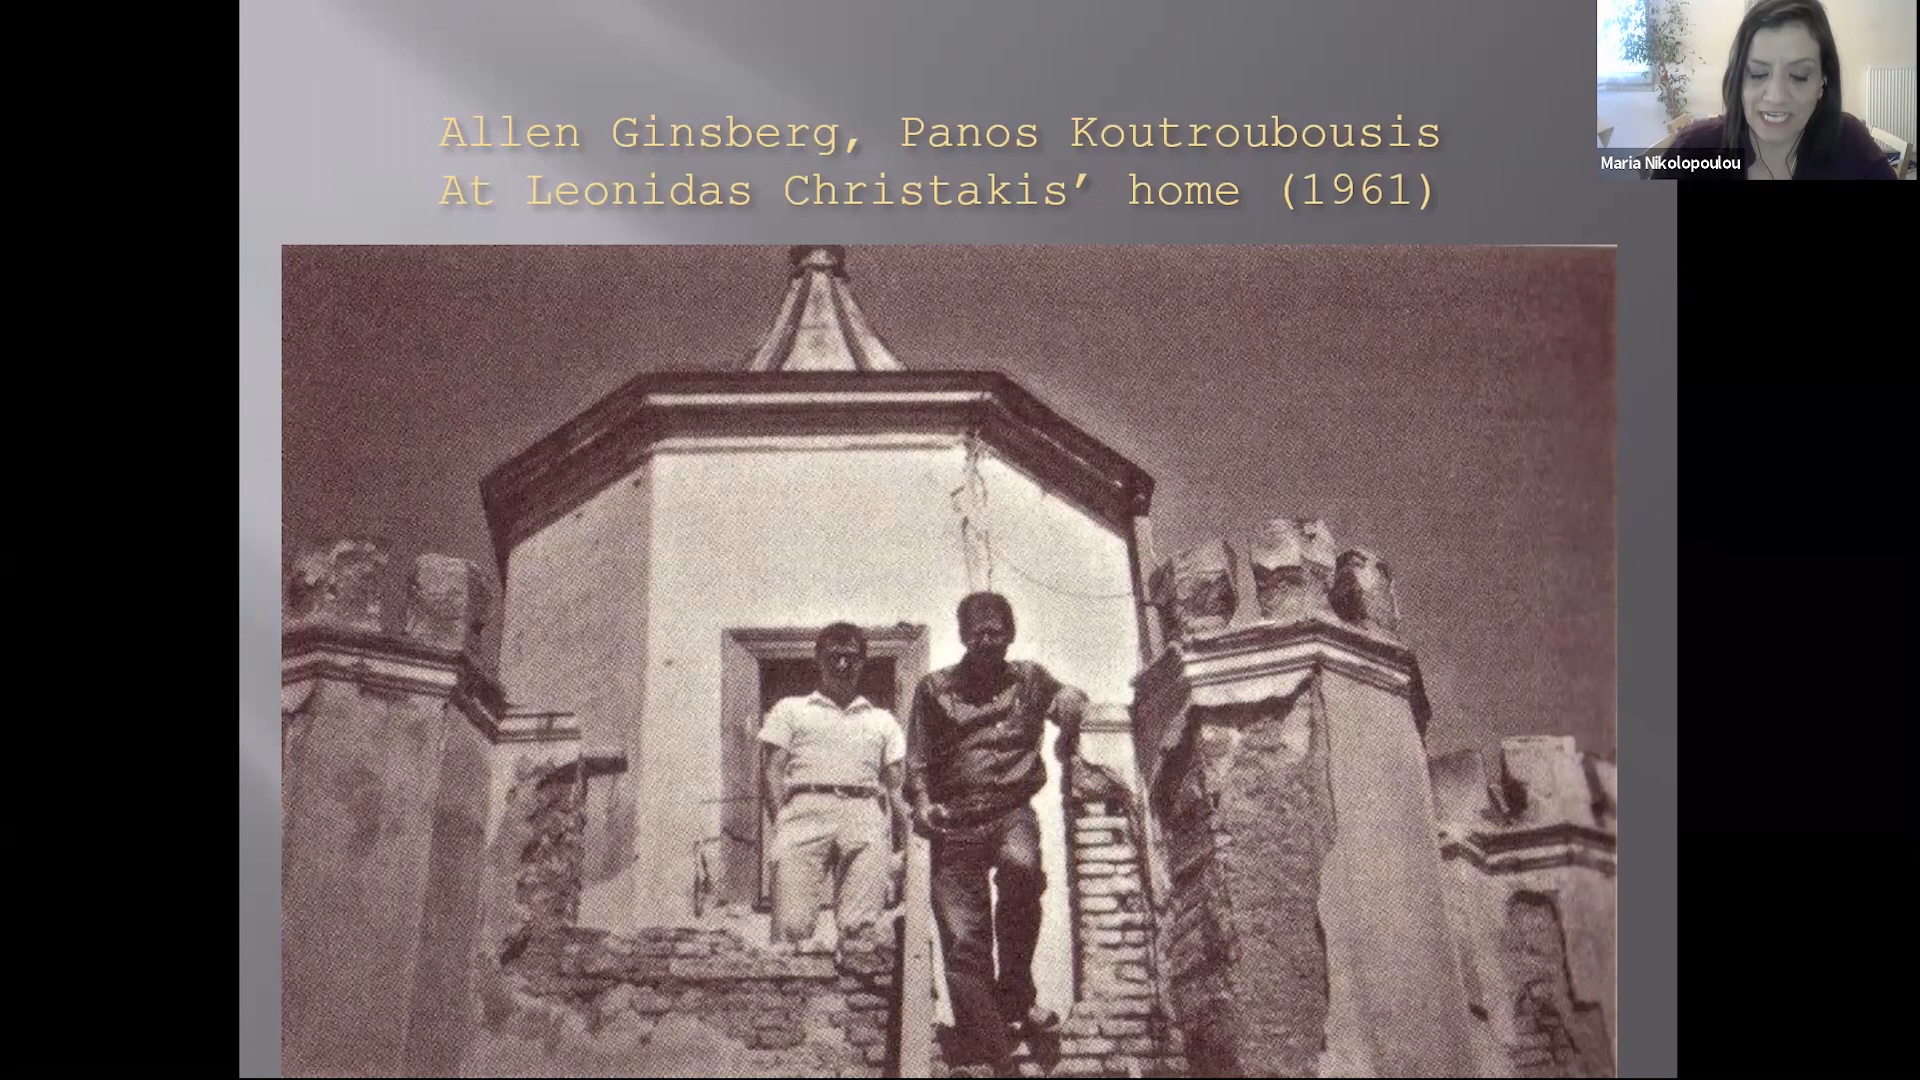 Allen Ginsberg, Panos Koutroubousis
At Leonidas Christakis’ home (1961)
Maria Nikolopoulou